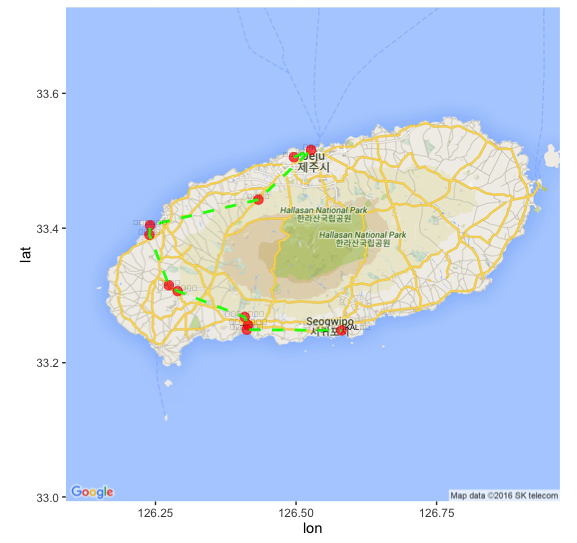 33.6
33.4
33.2
33.0
lat
Jeju
제주시
Hallasan National Park
한라산국립공원
Hallasan National Park
한라산국립공원
Seogwipo
서귀포시
KAL
Google
Map data ©2016 SK telecom
126.25
126.50
126.75
lon